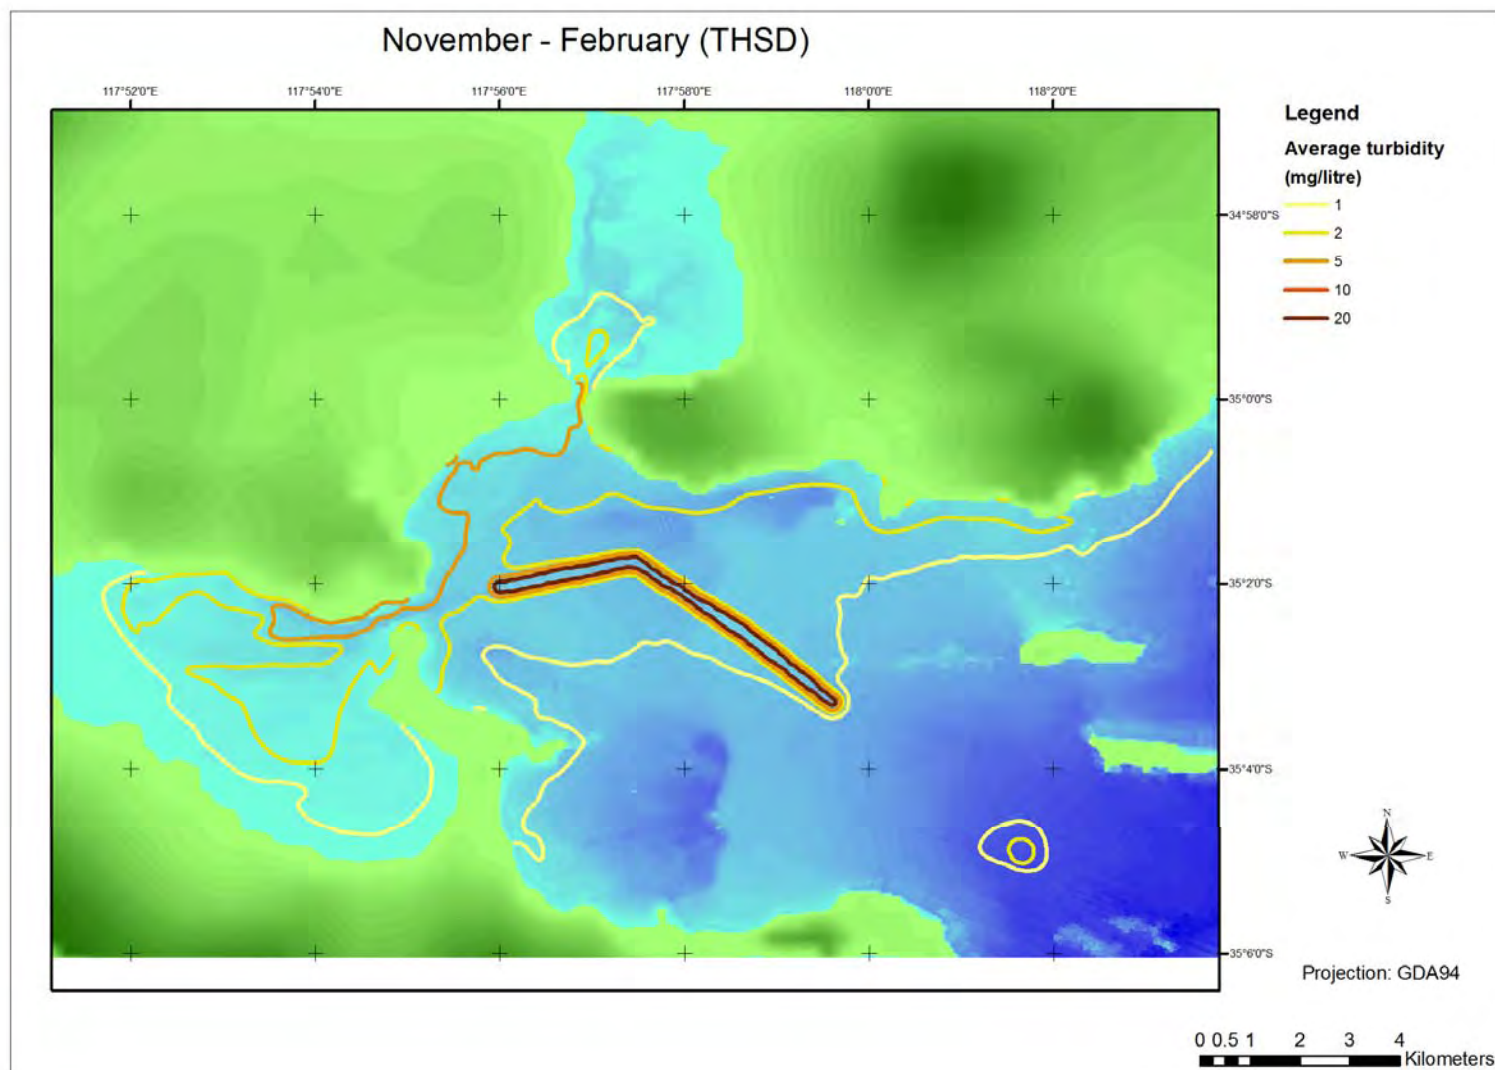 November - February (THSD)
117°52'0"E 117°54'0"E 117°56'0"E 117°58'0"E 118°0'0"E 118°2'0"E
Legend
Average turbidity
(mg/litre)
1
2
5
10
20
34°58'0"S
35°0'0"S
35°2'0"S
35°4'0"S
35°6'0"S
N
W E
S
Projection: GDA94
0 0.5 1 2 3 4
Kilometers